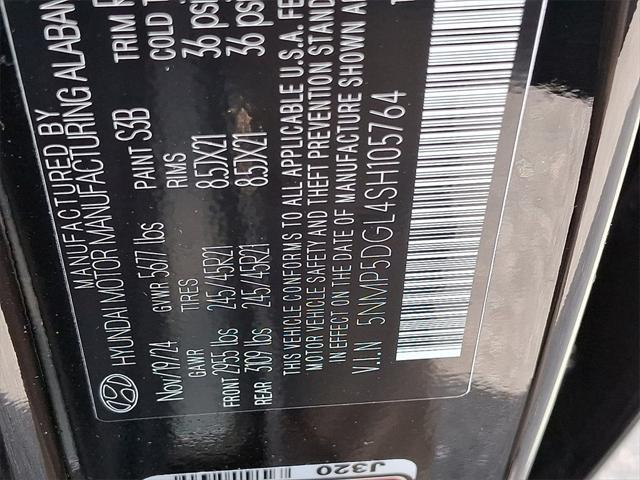 MANUFACTURED BY
HYUNDAI MOTOR MANUFACTURING ALABAM
Nov/19/24 GVWR 5677 lbs PAINT S3B TRIM
GAWR TIRES RIMS COLD T
FRONT 2955 lbs 245/45R21 8.5JX21 36 psi
REAR 3109 lbs 245/45R21 8.5JX21 36 psi
THIS VEHICLE CONFORMS TO ALL APPLICABLE U.S.A. FE
MOTOR VEHICLE SAFETY AND THEFT PREVENTION STAN
IN EFFECT ON THE DATE OF MANUFACTURE SHOWN A
V.I.N 5NMP5DGL4SH105764
J320